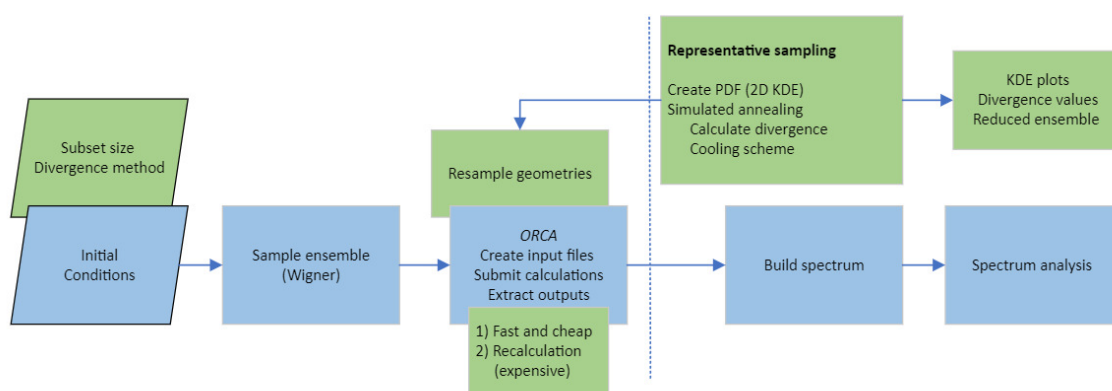 Subset size
Divergence method
Initial
Conditions
Sample ensemble
(Wigner)
Resample geometries
ORCA
Create input files
Submit calculations
Extract outputs
1) Fast and cheap
2) Recalculation
(expensive)
Representative sampling
Create PDF (2D KDE)
Simulated annealing
Calculate divergence
Cooling scheme
KDE plots
Divergence values
Reduced ensemble
Build spectrum
Spectrum analysis